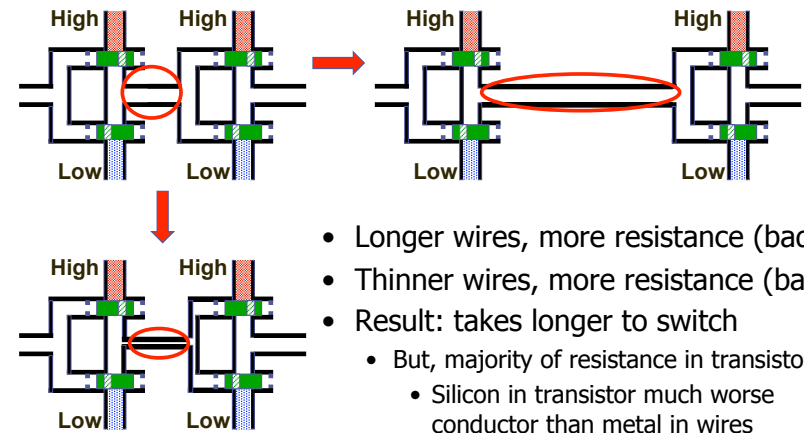 High High High High
Low Low Low Low
High High
Low Low
• Longer wires, more resistance (bad
• Thinner wires, more resistance (ba
• Result: takes longer to switch
• But, majority of resistance in transisto
• Silicon in transistor much worse
conductor than metal in wires